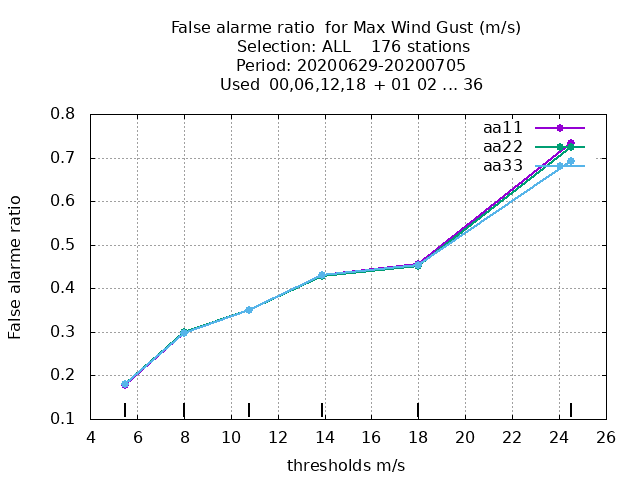 False alarme ratio  for Max Wind Gust (m/s)
Selection: ALL    176 stations
Period: 20200629-20200705
Used  00,06,12,18  + 01 02 ... 36
0.8
0.7
0.6
0.5
0.4
0.3
0.2
0.1
False alarme ratio
aa11
aa22
aa33
4 6 8 10 12 14 16 18 20 22 24 26
thresholds m/s